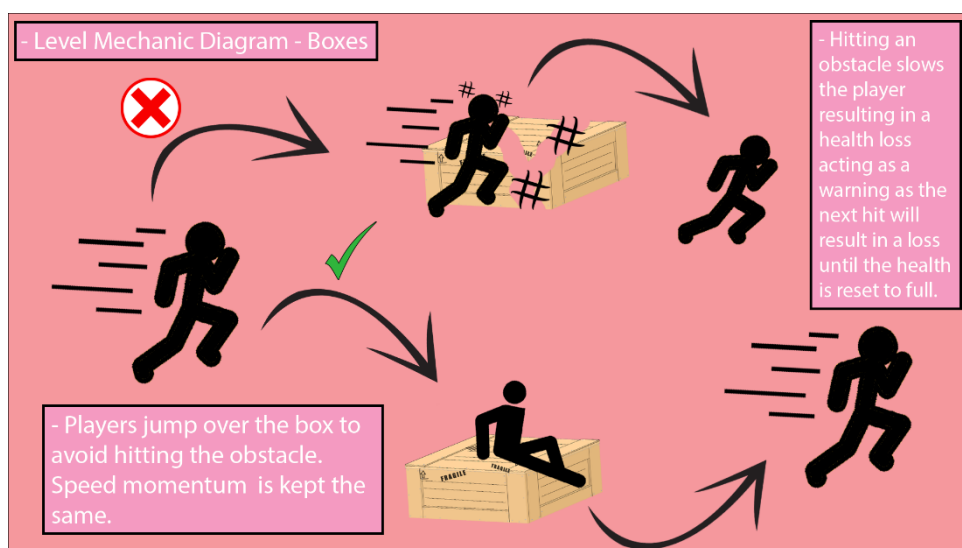 - Level Mechanic Diagram - Boxes
- Hitting an
obstacle slows
the player
resulting in a
health loss
acting as a
warning as the
next hit will
result in a loss
until the health
is reset to full.
- Players jump over the box to
avoid hitting the obstacle.
Speed momentum is kept the
same.
FRAGILE
FRAGILE